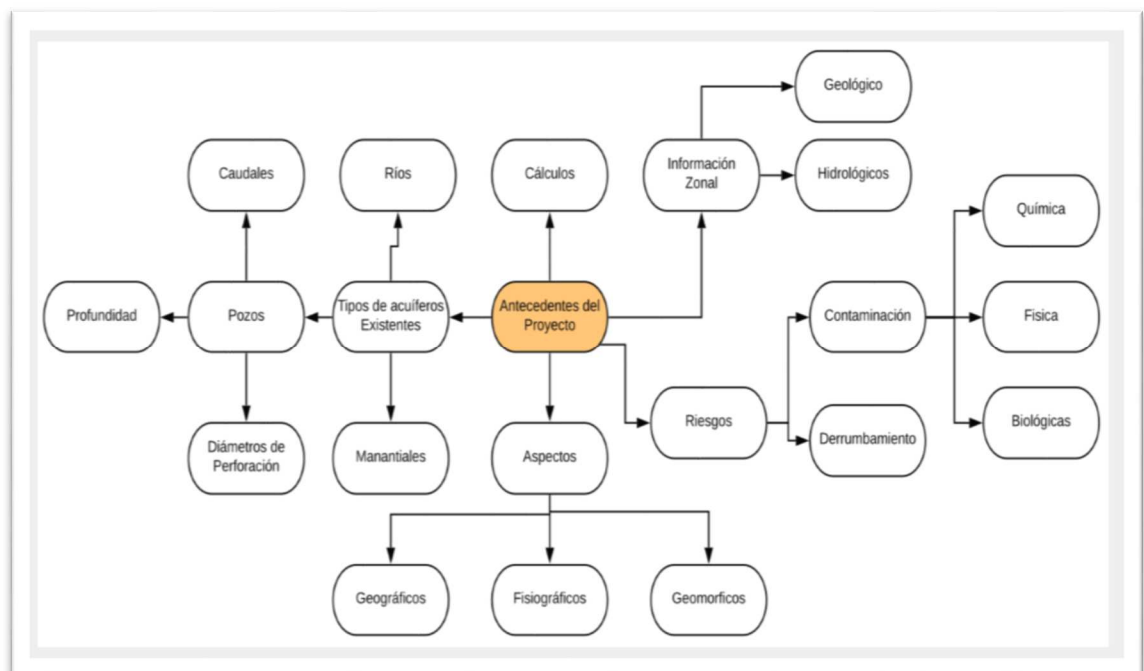 Geológico
Caudales
Ríos
Cálculos
Información
Zonal
Hidrológicos
Química
Profundidad
Pozos
Tipos de acuíferos
Existentes
Antecedentes del
Proyecto
Contaminación
Fisica
Diámetros de
Perforación
Manantiales
Aspectos
Riesgos
Derrumbamiento
Biológicas
Geográficos
Fisiográficos
Geomorficos